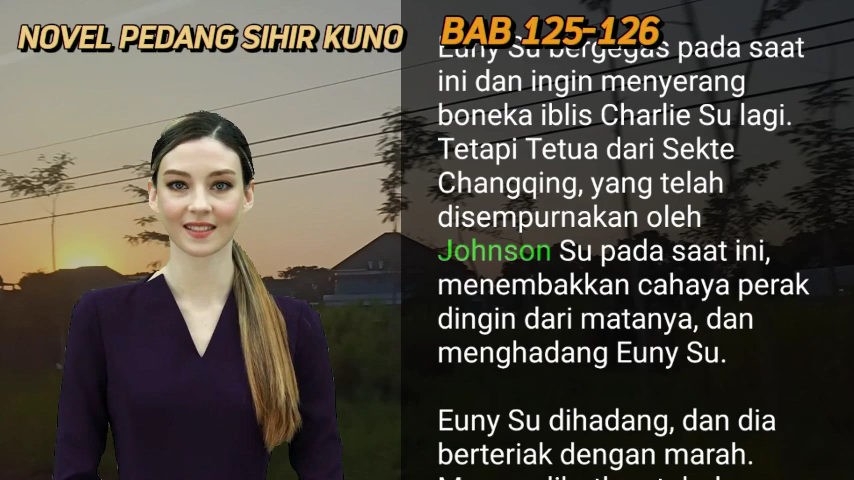 NOVEL PEDANG SIHIR KUNO
BAB 125-126
Euny Su bergegas pada saat
ini dan ingin menyerang
boneka iblis Charlie Su lagi.
Tetapi Tetua dari Sekte
Changqing, yang telah
disempurnakan oleh
Johnson Su pada saat ini,
menembakkan cahaya perak
dingin dari matanya, dan
menghadang Euny Su.
Euny Su dihadang, dan dia
berteriak dengan marah.